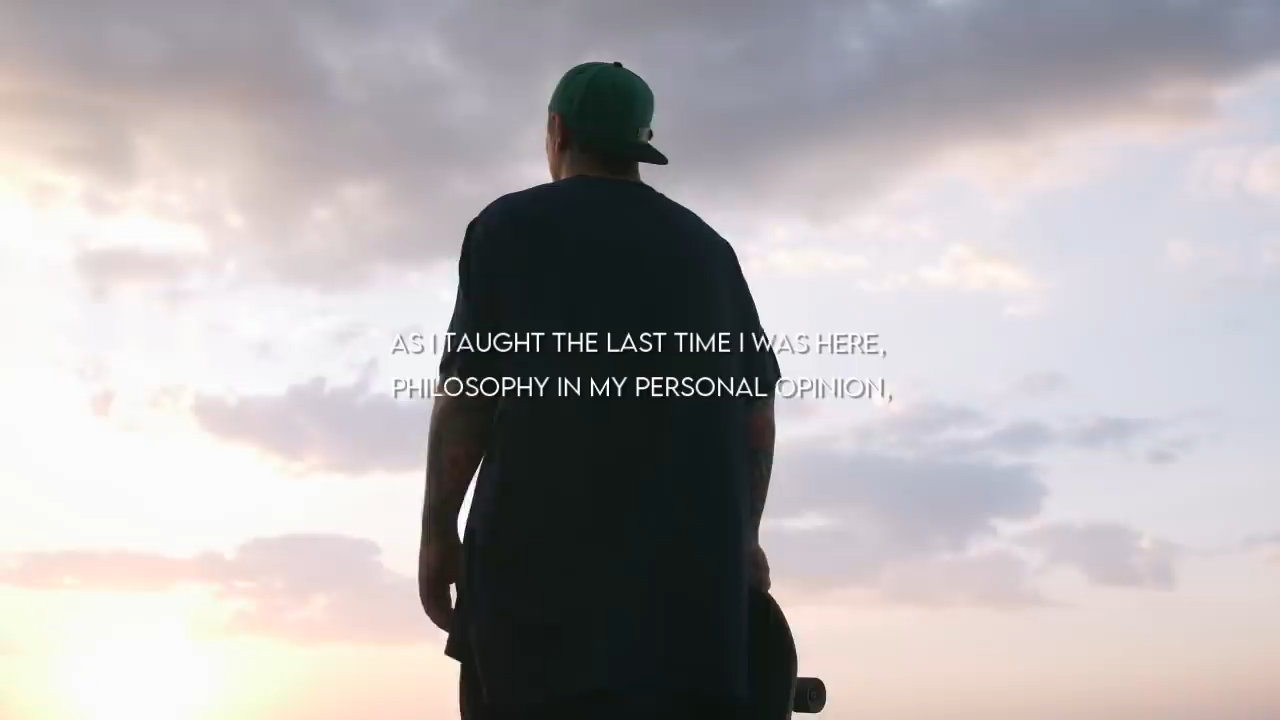 AS I TAUGHT THE LAST TIME I WAS HERE,
PHILOSOPHY IN MY PERSONAL OPINION,